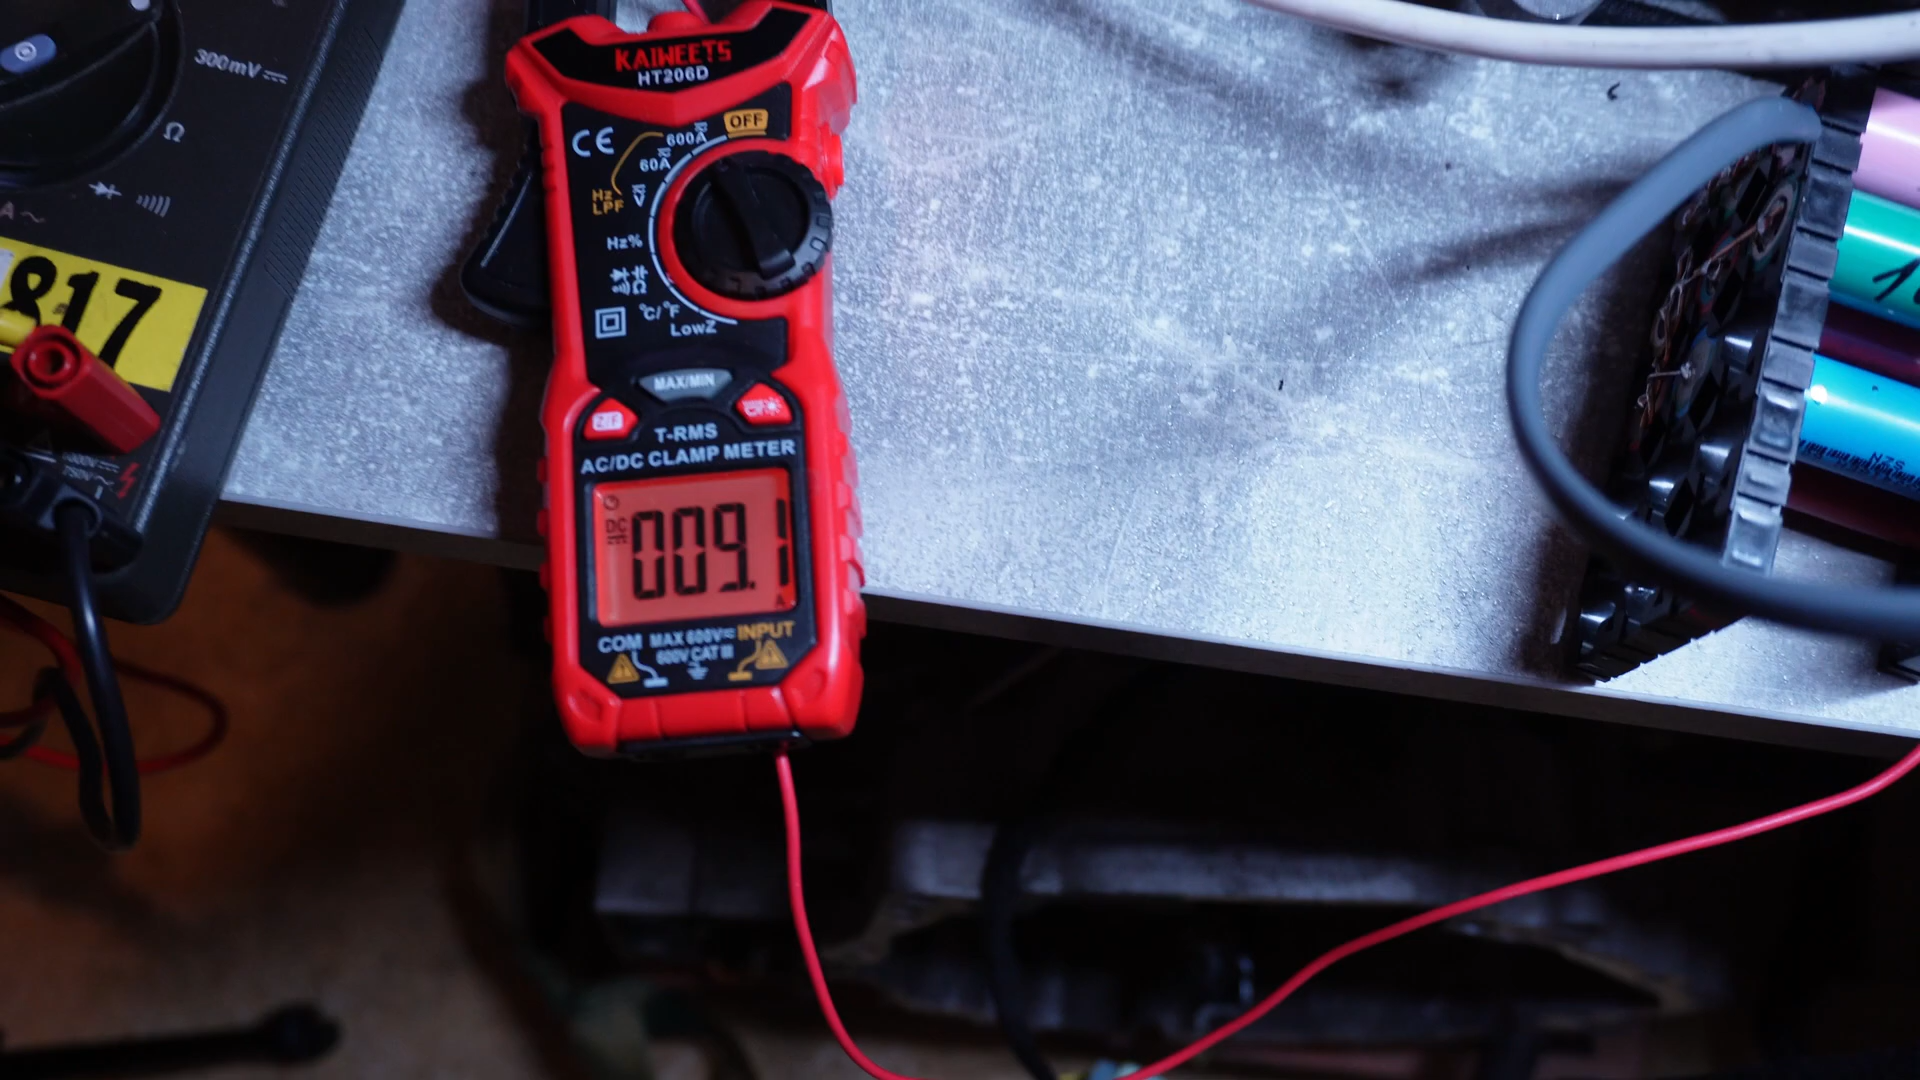 300mV
Ω
A~
817
KAIWEETS
HT206D
CE
OFF
600A
60A
V
Hz
LPF
Hz%
Ω
°C/°F
LowZ
MAX/MIN
T-RMS
AC/DC CLAMP METER
DC
009.1
A
COM MAX 600V INPUT
600V CAT III
750V~